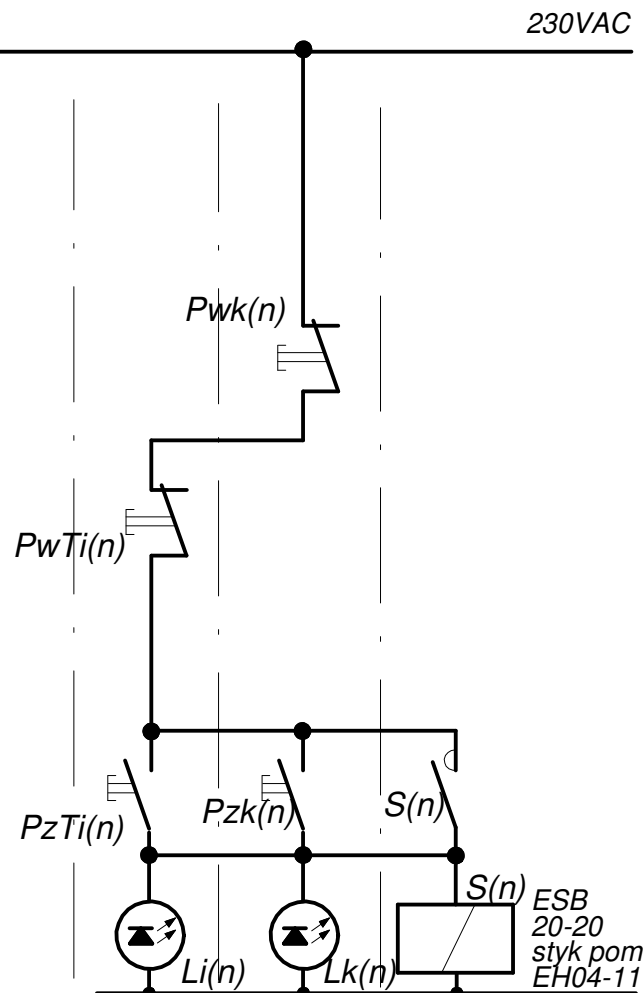 230VAC
Pwk(n)
PwTi(n)
PzTi(n)
Pzk(n)
S(n)
Li(n)
Lk(n)
S(n)
ESB
20-20
styk pom
EH04-11